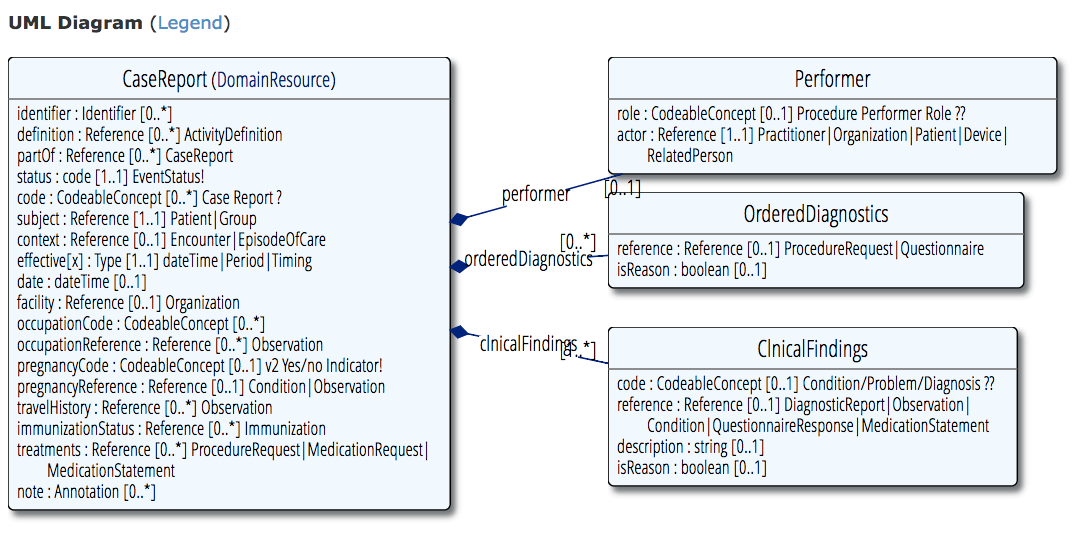 UML Diagram (Legend)
CaseReport (DomainResource)
identifier : Identifier [0..*]
definition : Reference [0..*] ActivityDefinition
partOf : Reference [0..*] CaseReport
status : code [1..1] EventStatus!
code : CodeableConcept [0..*] Case Report ?
subject : Reference [1..1] Patient|Group
context : Reference [0..1] Encounter|EpisodeOfCare
effective[x] : Type [1..1] dateTime|Period|Timing
date : dateTime [0..1]
facility : Reference [0..1] Organization
occupationCode : CodeableConcept [0..*]
occupationReference : Reference [0..*] Observation
pregnancyCode : CodeableConcept [0..1] v2 Yes/no Indicator!
pregnancyReference : Reference [0..1] Condition|Observation
travelHistory : Reference [0..*] Observation
immunizationStatus : Reference [0..*] Immunization
treatments : Reference [0..*] ProcedureRequest|MedicationRequest|
MedicationStatement
note : Annotation [0..*]
performer
[0..1]
orderedDiagnostics
[0..*]
clnicalFindings
Performer
role : CodeableConcept [0..1] Procedure Performer Role ??
actor : Reference [1..1] Practitioner|Organization|Patient|Device|
RelatedPerson
OrderedDiagnostics
reference : Reference [0..1] ProcedureRequest|Questionnaire
isReason : boolean [0..1]
ClnicalFindings
code : CodeableConcept [0..1] Condition/Problem/Diagnosis ??
reference : Reference [0..1] DiagnosticReport|Observation|
Condition|QuestionnaireResponse|MedicationStatement
description : string [0..1]
isReason : boolean [0..1]